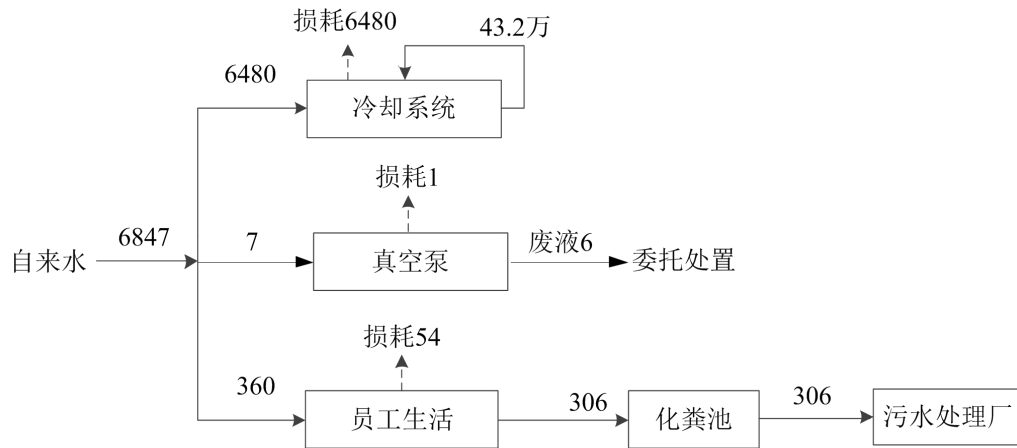 损耗6480
43.2万
6480
冷却系统
损耗1
自来水
6847
7
真空泵
废液6
委托处置
损耗54
360
员工生活
306
化粪池
306
污水处理厂